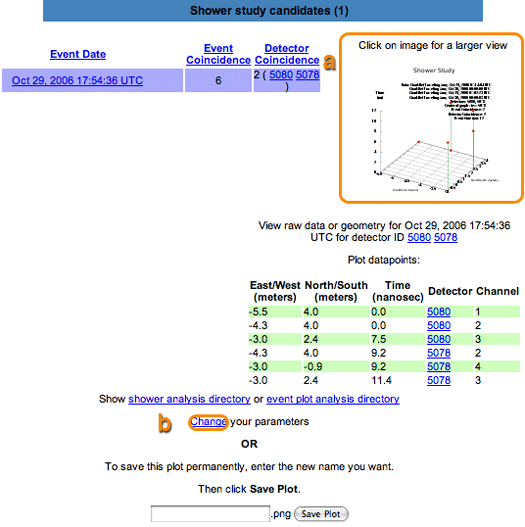 Shower study candidates (1)
Event Date
Event Coincidence
Detector Coincidence
Oct 29, 2006 17:54:36 UTC
6
2 ( 5080 5078 )
a
Click on image for a larger view
Shower Study
Time
12
View raw data or geometry for Oct 29, 2006 17:54:36
UTC for detector ID 5080 5078
Plot datapoints:
East/West (meters) North/South (meters) Time (nanosec) Detector Channel
-5.5 4.0 0.0 5080 1
-4.3 4.0 0.0 5080 2
-3.0 2.4 7.5 5080 3
-4.3 4.0 9.2 5078 2
-3.0 -0.9 9.2 5078 4
-3.0 2.4 11.4 5078 3
Show shower analysis directory or event plot analysis directory
b Change your parameters
OR
To save this plot permanently, enter the new name you want.
Then click Save Plot.
.png Save Plot